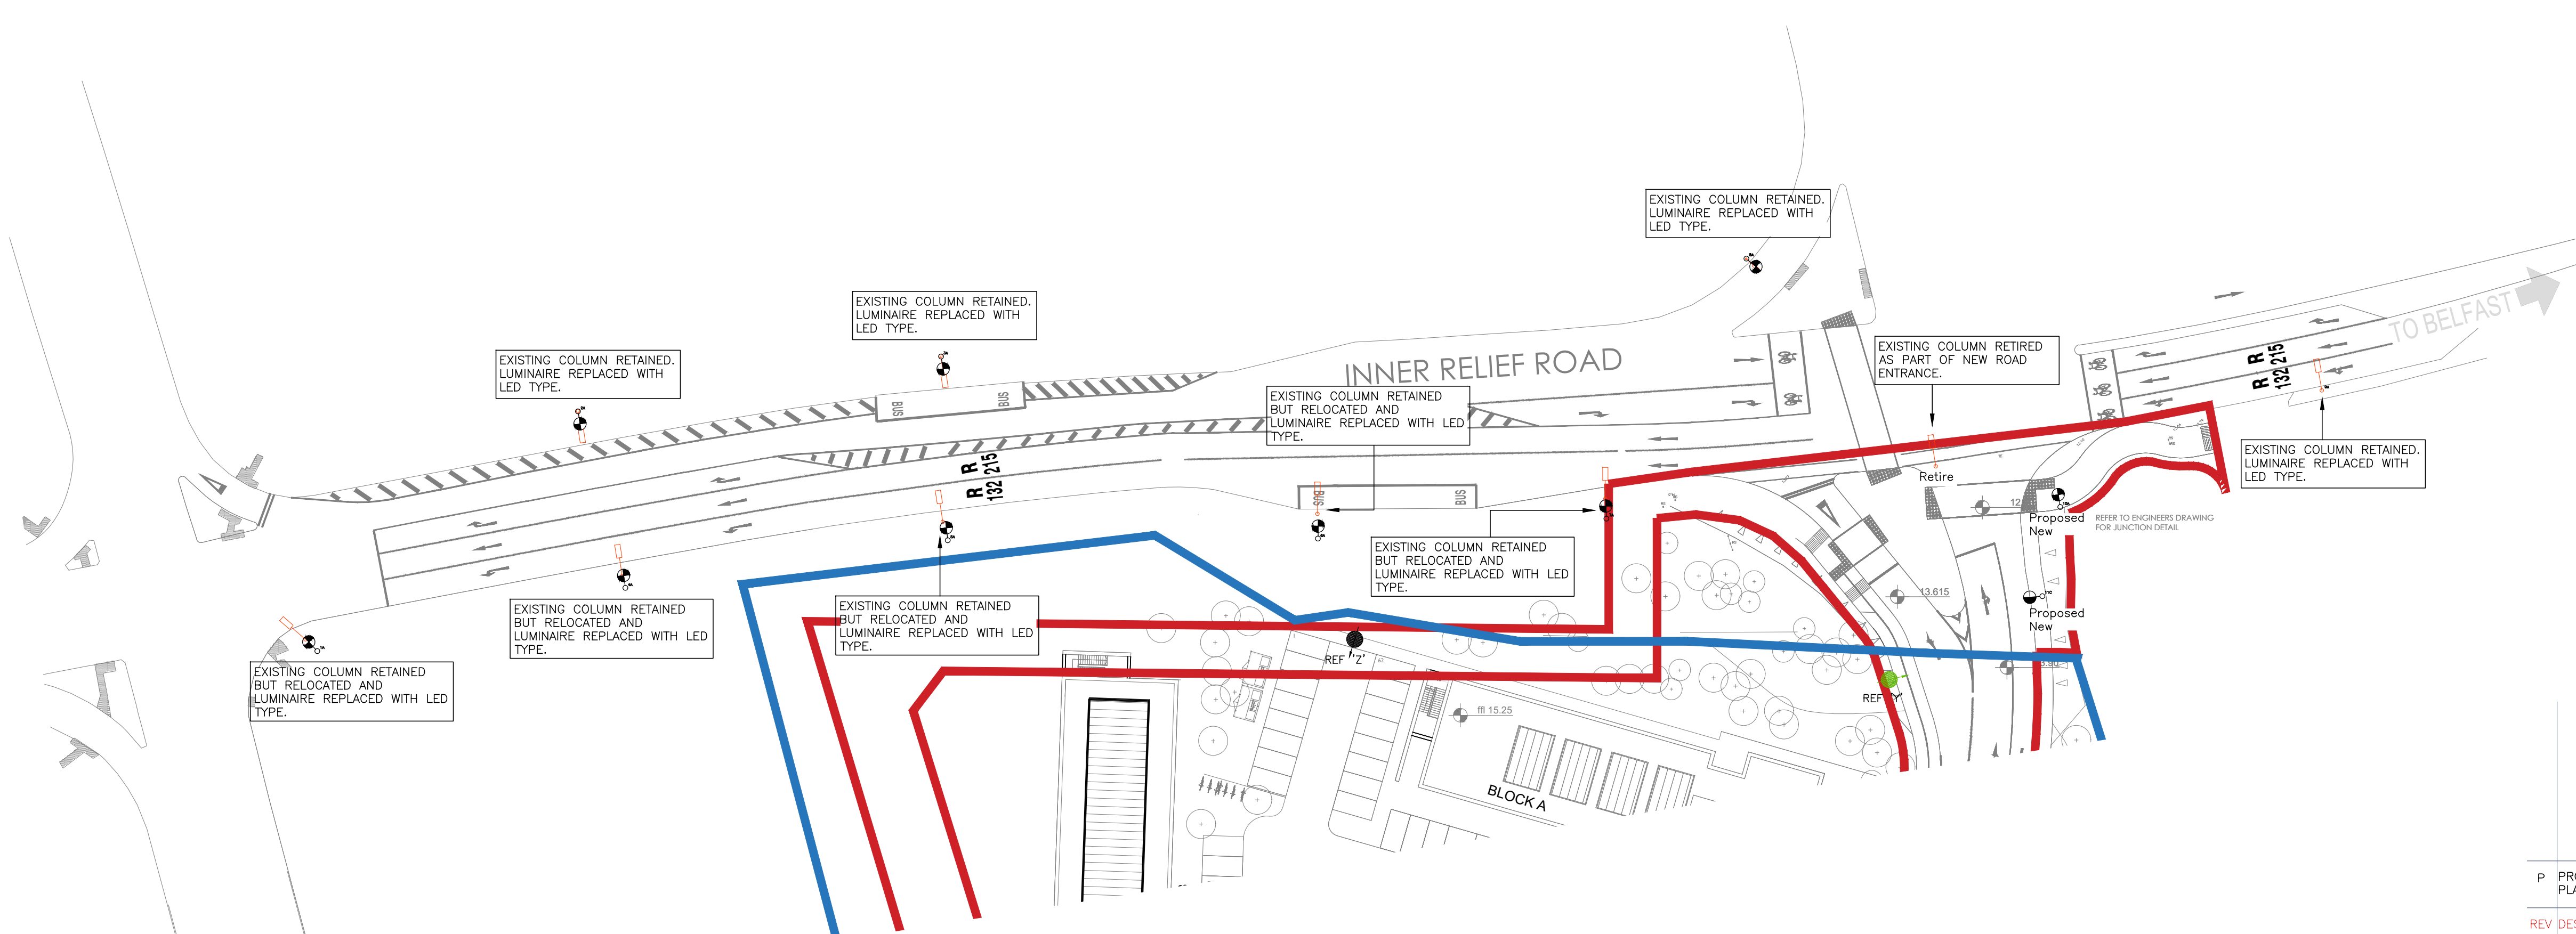 EXISTING COLUMN RETAINED.
LUMINAIRE REPLACED WITH
LED TYPE.
EXISTING COLUMN RETAINED.
LUMINAIRE REPLACED WITH
LED TYPE.
EXISTING COLUMN RETAINED.
LUMINAIRE REPLACED WITH
LED TYPE.
TO BELFAST
INNER RELIEF ROAD
EXISTING COLUMN RETIRED
AS PART OF NEW ROAD
ENTRANCE.
R R
132 215
BUS
BUS
EXISTING COLUMN RETAINED
BUT RELOCATED AND
LUMINAIRE REPLACED WITH LED
TYPE.
R R
132 215
BUS
BUS
Retire
EXISTING COLUMN RETAINED.
LUMINAIRE REPLACED WITH
LED TYPE.
12
Proposed
New
REFER TO ENGINEERS DRAWING
FOR JUNCTION DETAIL
EXISTING COLUMN RETAINED
BUT RELOCATED AND
LUMINAIRE REPLACED WITH LED
TYPE.
EXISTING COLUMN RETAINED
BUT RELOCATED AND
LUMINAIRE REPLACED WITH LED
TYPE.
EXISTING COLUMN RETAINED
BUT RELOCATED AND
LUMINAIRE REPLACED WITH LED
TYPE.
13.615
Proposed
New
EXISTING COLUMN RETAINED
BUT RELOCATED AND
LUMINAIRE REPLACED WITH LED
TYPE.
REF 'Z'
62
REF 'Y'
ffl 15.25
BLOCK A
P
REV